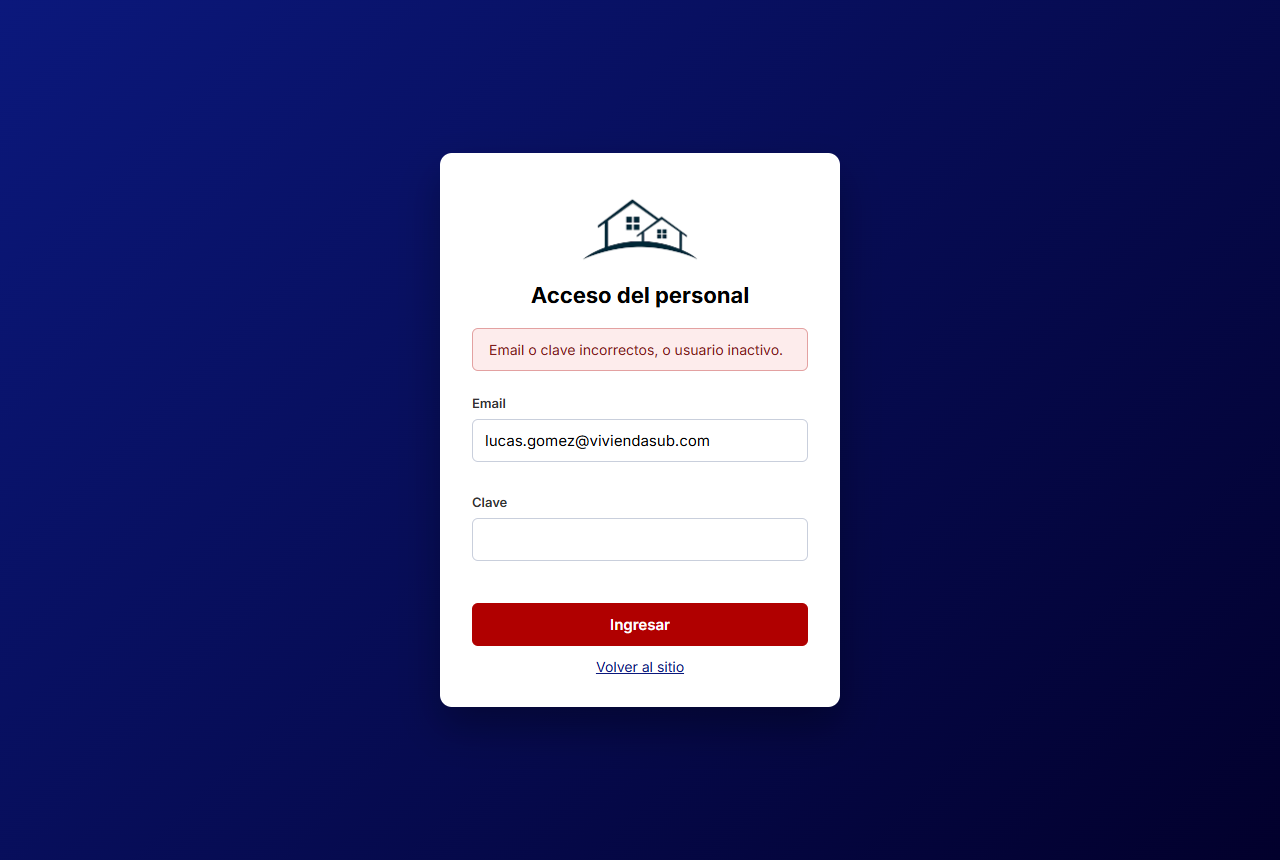 Acceso del personal
Email o clave incorrectos, o usuario inactivo.
Email
lucas.gomez@viviendasub.com
Clave
Ingresar
Volver al sitio